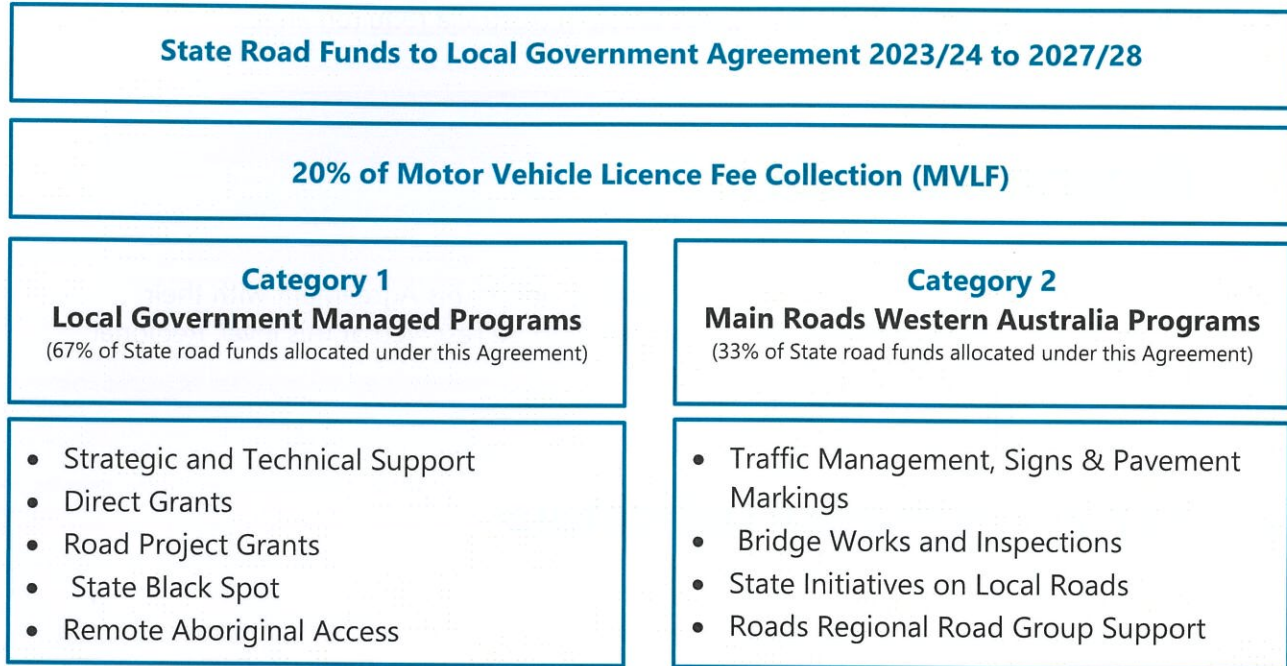 State Road Funds to Local Government Agreement 2023/24 to 2027/28
20% of Motor Vehicle Licence Fee Collection (MVLF)
Category 1
Local Government Managed Programs
(67% of State road funds allocated under this Agreement)
Category 2
Main Roads Western Australia Programs
(33% of State road funds allocated under this Agreement)
• Strategic and Technical Support
• Direct Grants
• Road Project Grants
• State Black Spot
• Remote Aboriginal Access
• Traffic Management, Signs & Pavement
Markings
• Bridge Works and Inspections
• State Initiatives on Local Roads
• Roads Regional Road Group Support